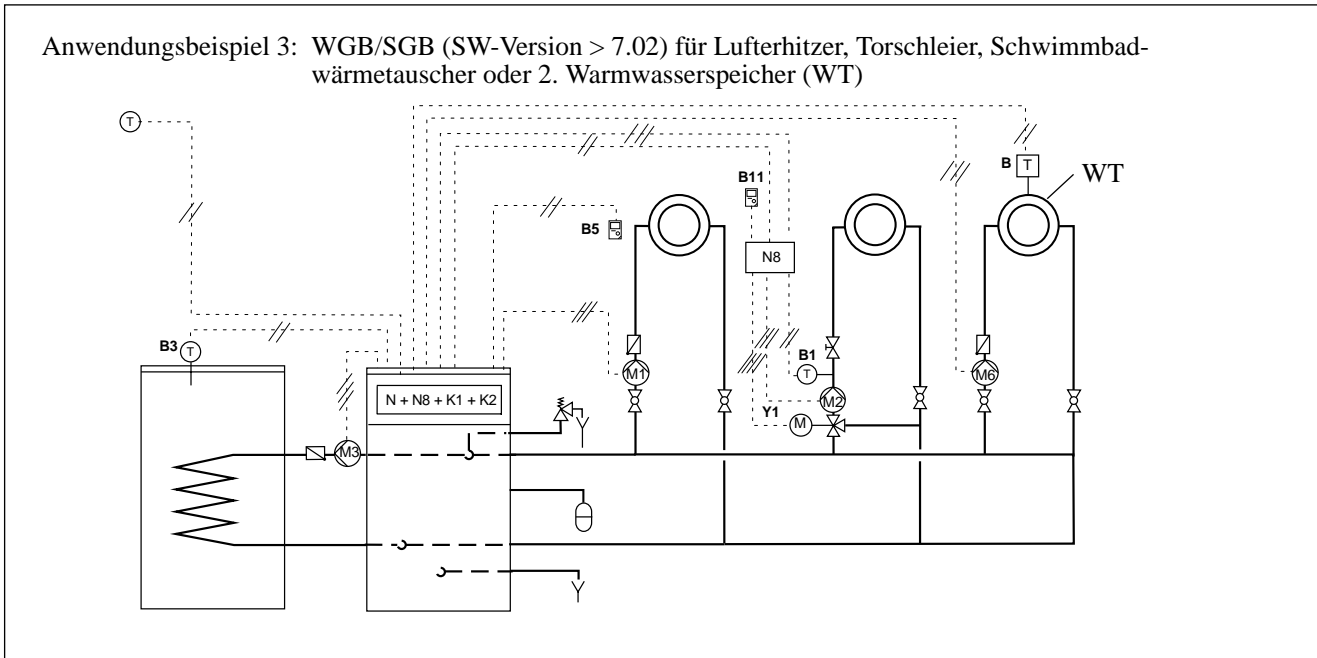 Anwendungsbeispiel 3: WGB/SGB (SW-Version > 7.02) für Lufterhitzer, Torschleier, Schwimmbad-
wärmetauscher oder 2. Warmwasserspeicher (WT)
T
B T
WT
B11
B5
N8
B3 T
B1
T
M1
M2
M6
Y1
M
N + N8 + K1 + K2
M3